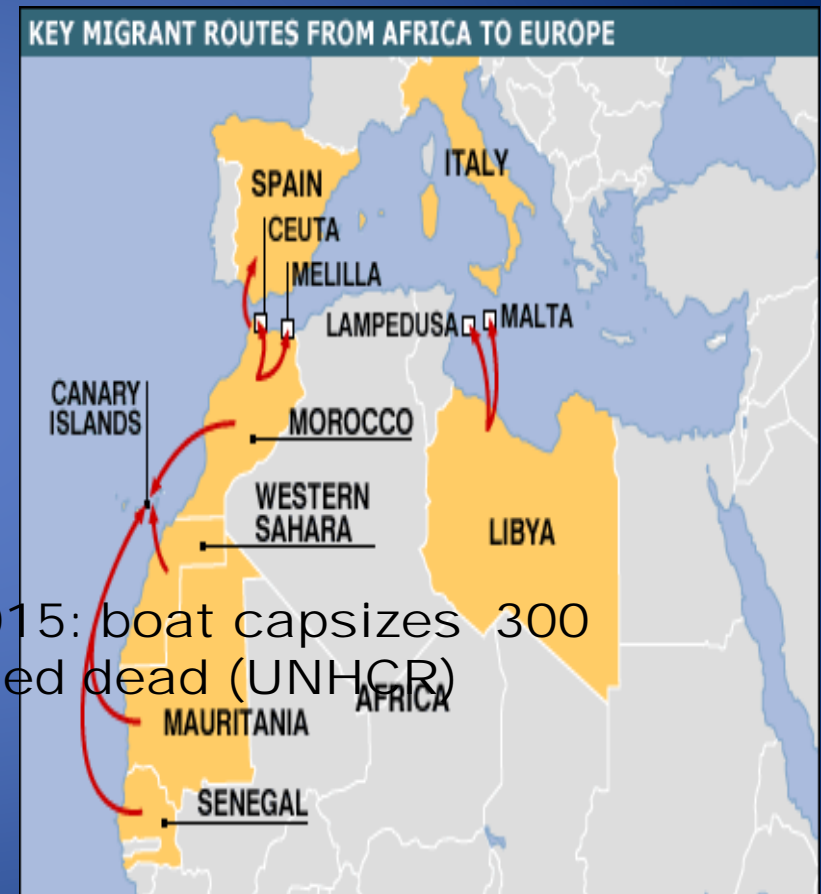 KEY MIGRANT ROUTES FROM AFRICA TO EUROPE
ITALY
SPAIN
CEUTA
MELILLA
LAMPEDUSA
MALTA
CANARY
ISLANDS
MOROCCO
WESTERN
SAHARA
LIBYA
15: boat capsizes 300
ed dead (UNHCR)
AFRICA
MAURITANIA
SENEGAL